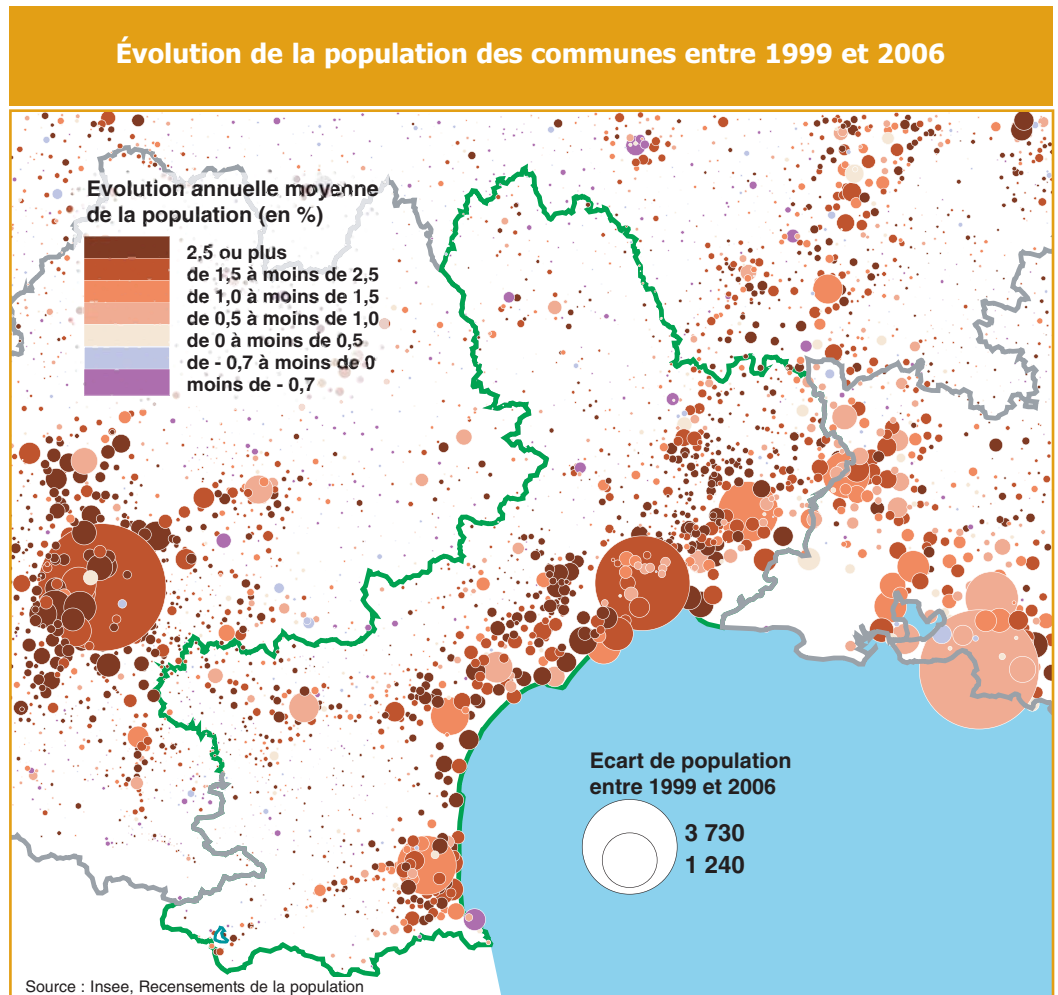 Évolution de la population des communes entre 1999 et 2006
Evolution annuelle moyenne
de la population (en %)
2,5 ou plus
de 1,5 à moins de 2,5
de 1,0 à moins de 1,5
de 0,5 à moins de 1,0
de 0 à moins de 0,5
de - 0,7 à moins de 0
moins de - 0,7
Ecart de population
entre 1999 et 2006
3 730
1 240
Source : Insee, Recensements de la population